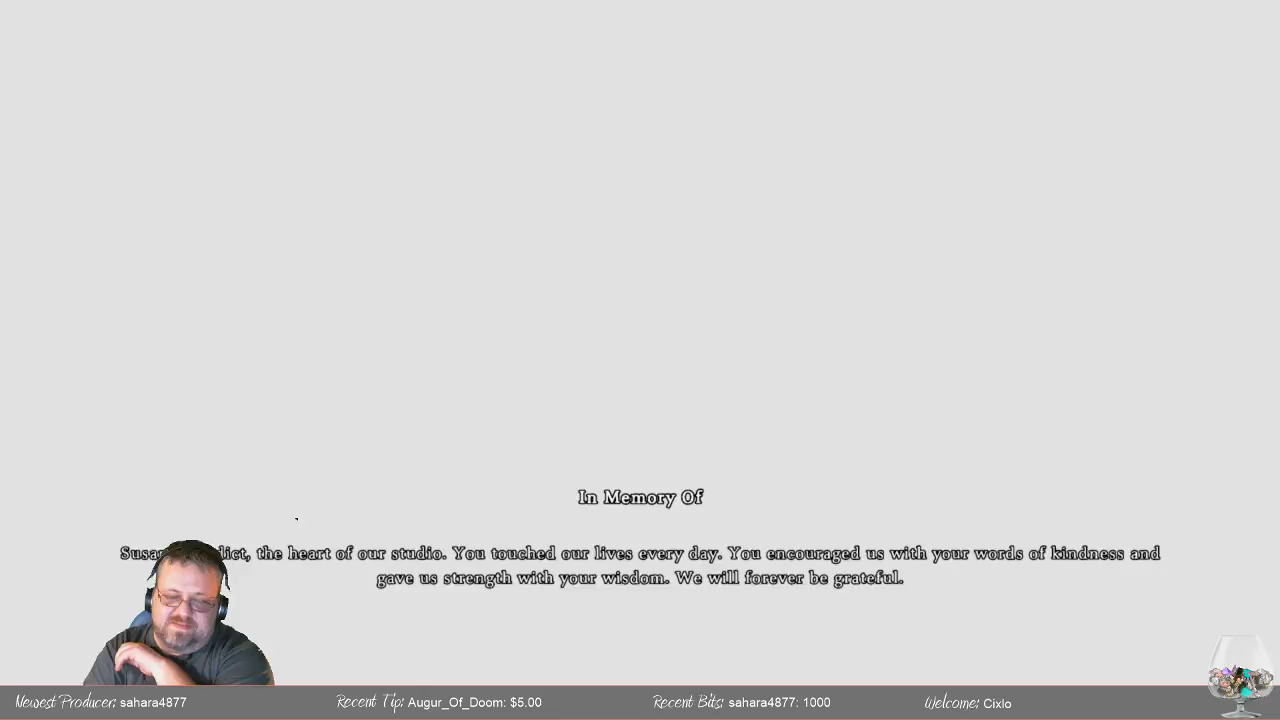 In Memory Of
the heart of our studio. You touched our lives every day. You encouraged us with your words of kindness and
gave us strength with your wisdom. We will forever be grateful.
Newest Producer: sahara4877 Recent Tip: Augur_Of_Doom: $5.00 Recent Bits: sahara4877: 1000 Welcome: Cixlo